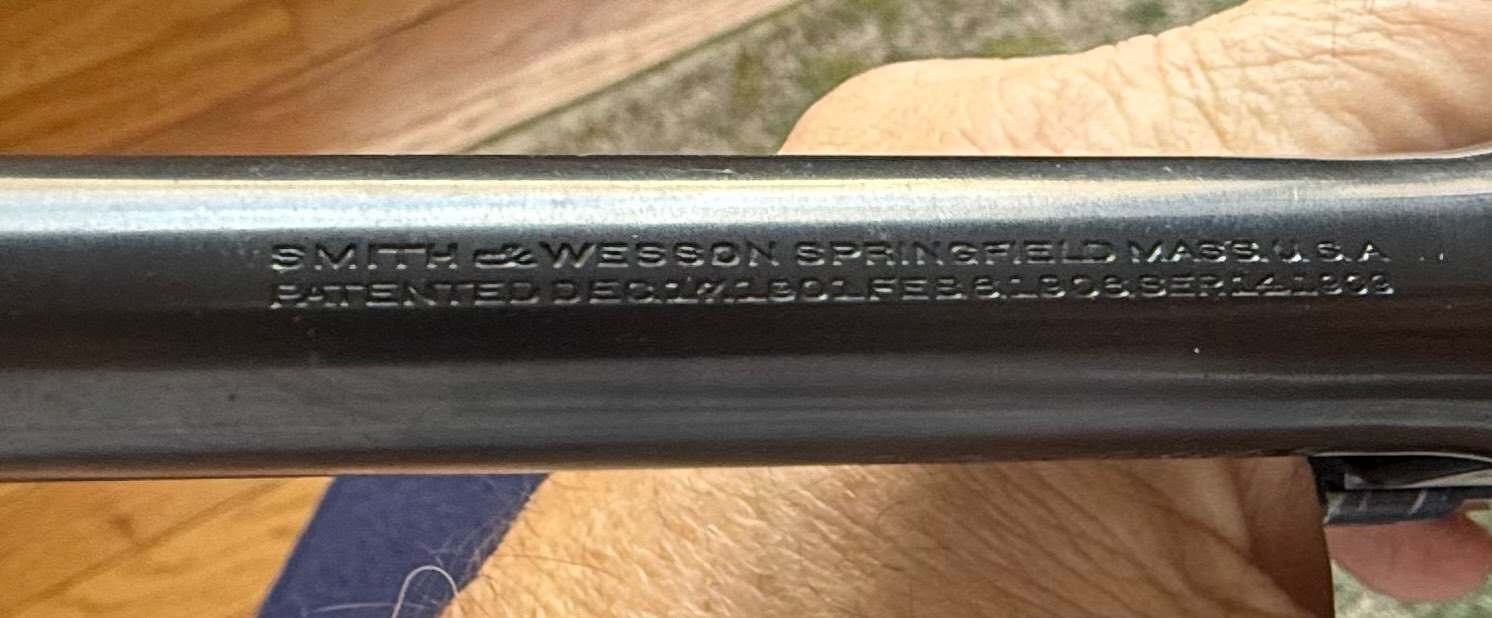 SMITH & WESSON SPRINGFIELD MASS. U.S.A
PATENTED DEC.17.1901.FEB.6.1906.SEP.14.1909